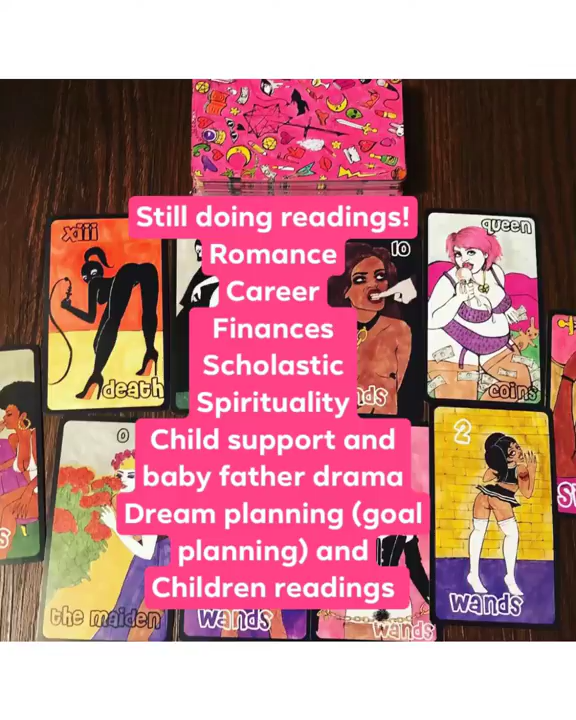 Still doing readings!
Romance
Career
Finances
Scholastic
Spirituality
Child support and
baby father drama
Dream planning (goal
planning) and
Children readings
xiii
death
10
queen
coins
0
the maiden
wands
wands
2
wands